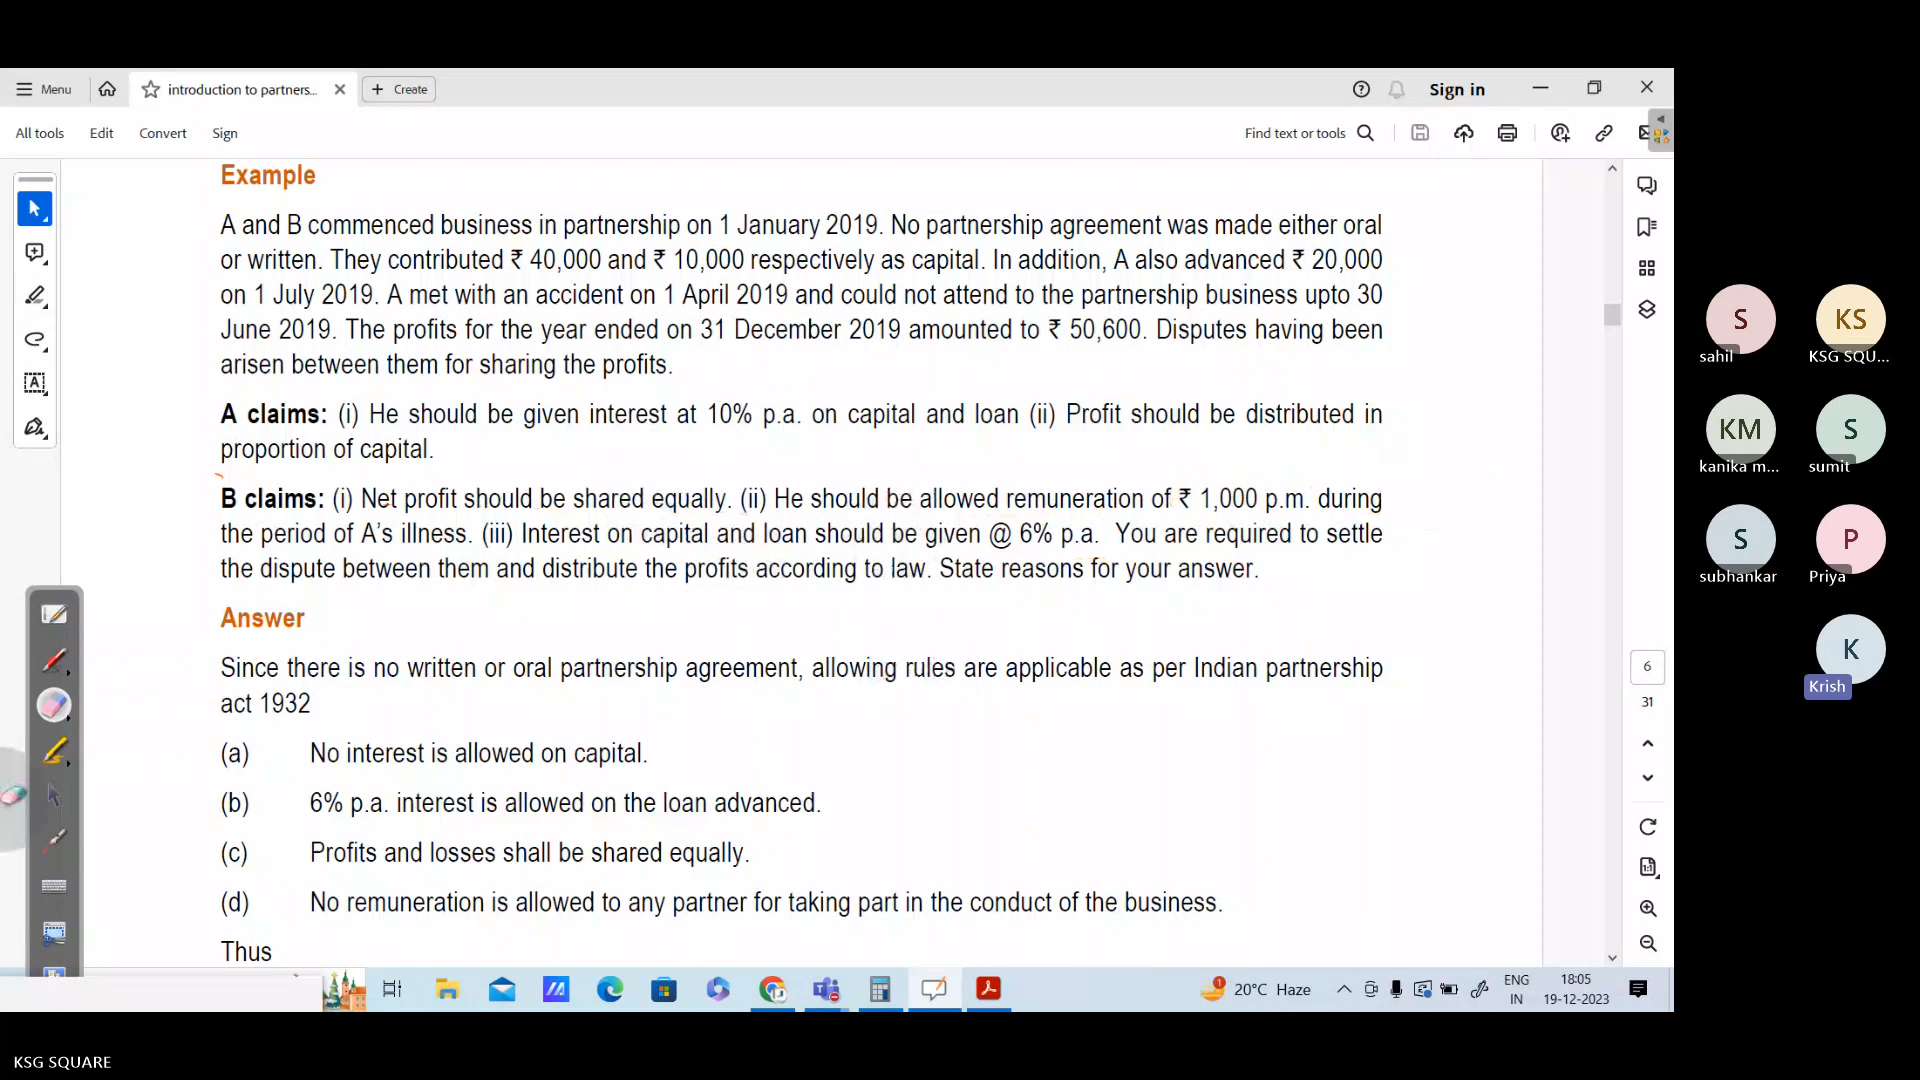 Menu
introduction to partners...
Create
Sign in
All tools
Edit
Convert
Sign
Find text or tools
Example
A and B commenced business in partnership on 1 January 2019. No partnership agreement was made either oral
or written. They contributed ₹ 40,000 and ₹ 10,000 respectively as capital. In addition, A also advanced ₹ 20,000
on 1 July 2019. A met with an accident on 1 April 2019 and could not attend to the partnership business upto 30
June 2019. The profits for the year ended on 31 December 2019 amounted to ₹ 50,600. Disputes having been
arisen between them for sharing the profits.
A claims: (i) He should be given interest at 10% p.a. on capital and loan (ii) Profit should be distributed in
proportion of capital.
B claims: (i) Net profit should be shared equally. (ii) He should be allowed remuneration of ₹ 1,000 p.m. during
the period of A's illness. (iii) Interest on capital and loan should be given @ 6% p.a. You are required to settle
the dispute between them and distribute the profits according to law. State reasons for your answer.
Answer
Since there is no written or oral partnership agreement, allowing rules are applicable as per Indian partnership
act 1932
(a) No interest is allowed on capital.
(b) 6% p.a. interest is allowed on the loan advanced.
(c) Profits and losses shall be shared equally.
(d) No remuneration is allowed to any partner for taking part in the conduct of the business.
Thus
6
31
S
sahil
KS
KSG SQU...
KM
kanika m...
S
sumit
S
subhankar
P
Priya
K
Krish
1
20°C Haze
ENG
IN
18:05
19-12-2023
KSG SQUARE